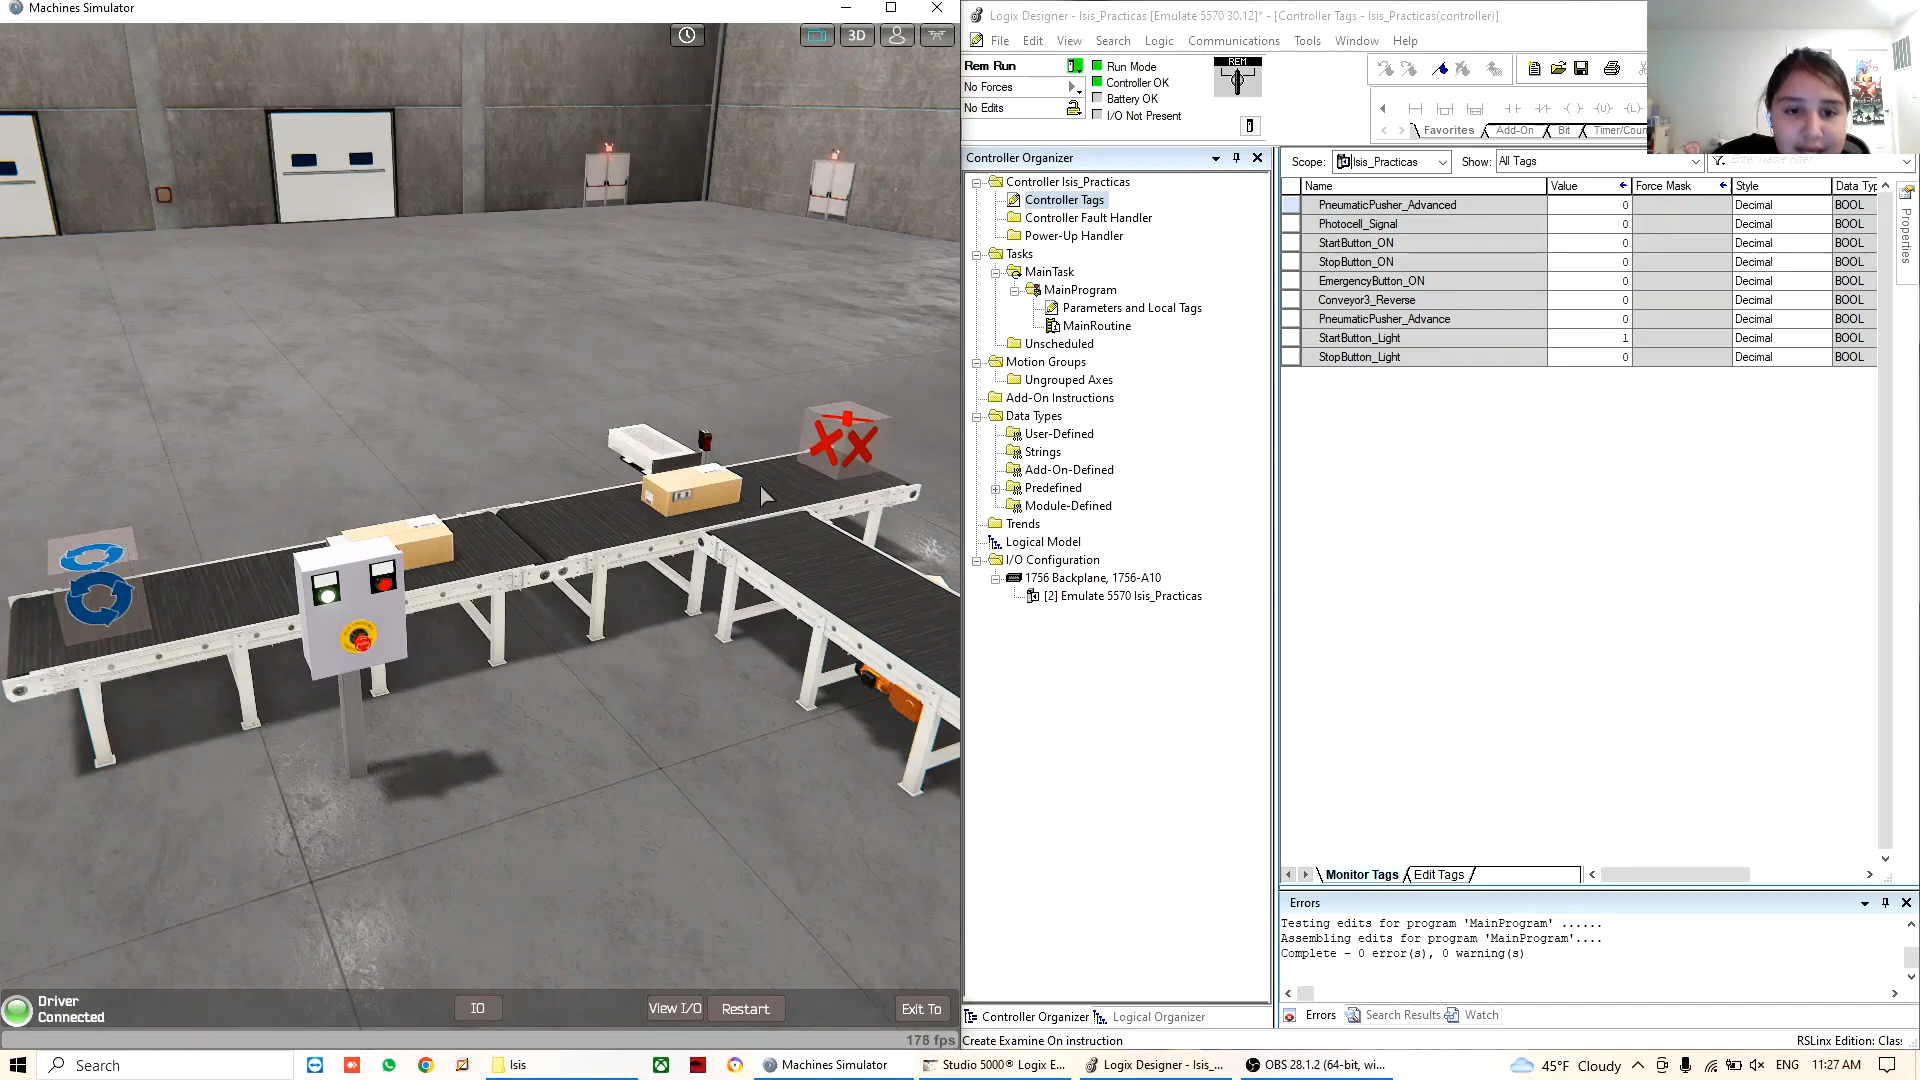 Machines Simulator
3D
Driver
Connected
IO
View I/O
Restart
Exit To
178 fps
Logix Designer - Isis_Practicas [Emulate 5570 30.12]* - [Controller Tags - Isis_Practicas(controller)]
File Edit View Search Logic Communications Tools Window Help
Rem Run
No Forces
No Edits
Run Mode
Controller OK
Battery OK
I/O Not Present
REM
Favorites Add-On Bit Timer/Coun
Controller Organizer
Controller Isis_Practicas
Controller Tags
Controller Fault Handler
Power-Up Handler
Tasks
MainTask
MainProgram
Parameters and Local Tags
MainRoutine
Unscheduled
Motion Groups
Ungrouped Axes
Add-On Instructions
Data Types
User-Defined
Strings
Add-On-Defined
Predefined
Module-Defined
Trends
Logical Model
I/O Configuration
1756 Backplane, 1756-A10
[2] Emulate 5570 Isis_Practicas
Controller Organizer Logical Organizer
Scope: Isis_Practicas Show: All Tags Enter Name Filter
Name Value Force Mask Style Data Typ
PneumaticPusher_Advanced 0 Decimal BOOL
Photocell_Signal 0 Decimal BOOL
StartButton_ON 0 Decimal BOOL
StopButton_ON 0 Decimal BOOL
EmergencyButton_ON 0 Decimal BOOL
Conveyor3_Reverse 0 Decimal BOOL
PneumaticPusher_Advance 0 Decimal BOOL
StartButton_Light 1 Decimal BOOL
StopButton_Light 0 Decimal BOOL
Properties
Monitor Tags Edit Tags
Errors
Testing edits for program 'MainProgram' ......
Assembling edits for program 'MainProgram'....
Complete - 0 error(s), 0 warning(s)
Errors Search Results Watch
Create Examine On instruction
RSLinx Edition: Clas:
Search
Isis
Machines Simulator
Studio 5000® Logix E...
Logix Designer - Isis_...
OBS 28.1.2 (64-bit, wi...
45°F Cloudy
ENG
11:27 AM